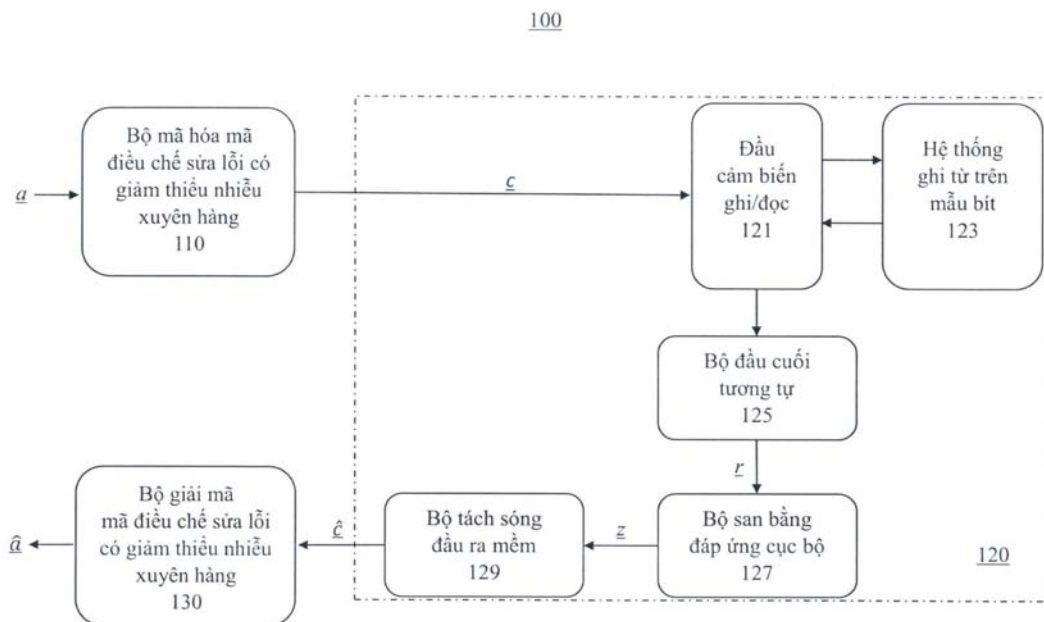 100
Bộ mã hóa mã
điều chế sửa lỗi có
giảm thiểu nhiễu
xuyên hàng
110
a
c
Đầu
cảm biến
ghi/đọc
121
Hệ thống
ghi từ trên
mẫu bít
123
Bộ đầu cuối
tương tự
125
r
Bộ giải mã
mã điều chế sửa lỗi
có giảm thiểu nhiễu
xuyên hàng
130
â
ĉ
Bộ tách sóng
đầu ra mềm
129
z
Bộ san bằng
đáp ứng cục bộ
127
120